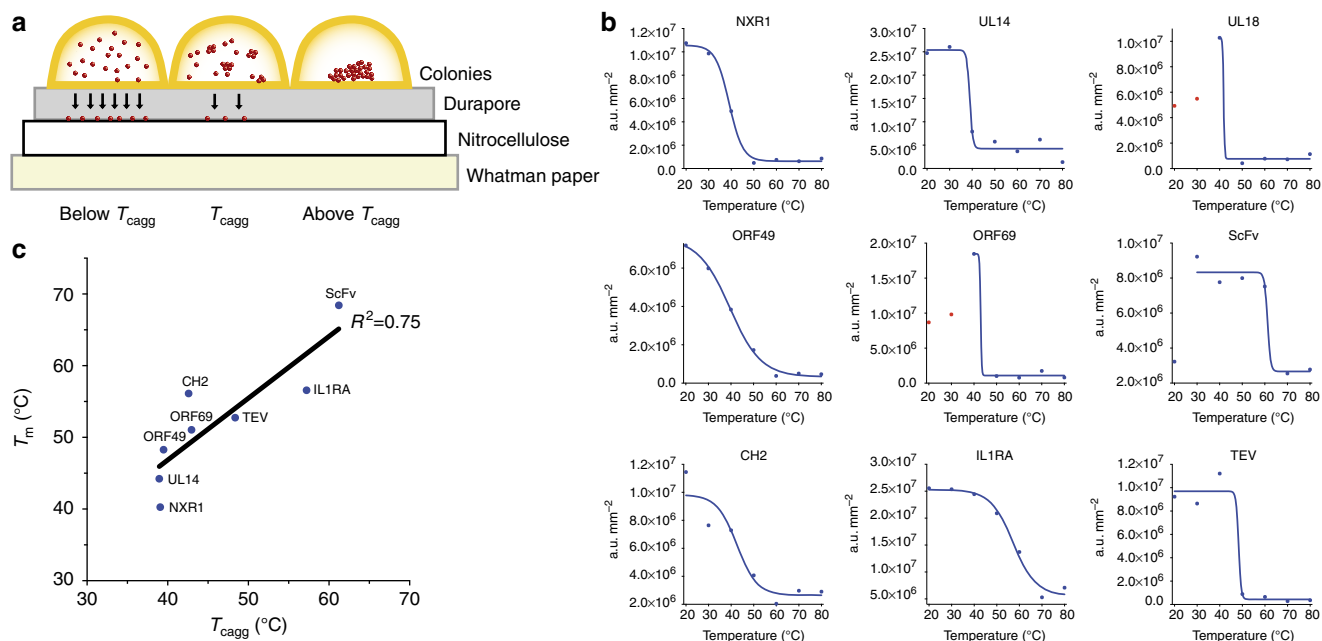 a
Colonies
Durapore
Nitrocellulose
Whatman paper
Below Tcagg
Tcagg
Above Tcagg
b
NXR1
a.u. mm−2
1.2×10^7
1.0×10^7
8.0×10^6
6.0×10^6
4.0×10^6
2.0×10^6
0.0
20 30 40 50 60 70 80
Temperature (°C)
UL14
a.u. mm−2
3.0×10^7
2.5×10^7
2.0×10^7
1.5×10^7
1.0×10^7
5.0×10^6
0.0
20 30 40 50 60 70 80
Temperature (°C)
UL18
a.u. mm−2
1.0×10^7
8.0×10^6
6.0×10^6
4.0×10^6
2.0×10^6
0.0
20 30 40 50 60 70 80
Temperature (°C)
ORF49
a.u. mm−2
6.0×10^6
4.0×10^6
2.0×10^6
0.0
20 30 40 50 60 70 80
Temperature (°C)
ORF69
a.u. mm−2
2.0×10^7
1.5×10^7
1.0×10^7
5.0×10^6
0.0
20 30 40 50 60 70 80
Temperature (°C)
ScFv
a.u. mm−2
1.0×10^7
8.0×10^6
6.0×10^6
4.0×10^6
2.0×10^6
20 30 40 50 60 70 80
Temperature (°C)
CH2
a.u. mm−2
1.2×10^7
1.0×10^7
8.0×10^6
6.0×10^6
4.0×10^6
2.0×10^6
20 30 40 50 60 70 80
Temperature (°C)
IL1RA
a.u. mm−2
3.0×10^7
2.5×10^7
2.0×10^7
1.5×10^7
1.0×10^7
5.0×10^6
20 30 40 50 60 70 80
Temperature (°C)
TEV
a.u. mm−2
1.2×10^7
1.0×10^7
8.0×10^6
6.0×10^6
4.0×10^6
2.0×10^6
0.0
20 30 40 50 60 70 80
Temperature (°C)
c
Tm (°C)
70
60
50
40
30
ScFv
R2=0.75
CH2
IL1RA
ORF69
TEV
ORF49
UL14
NXR1
30 40 50 60 70
Tcagg (°C)